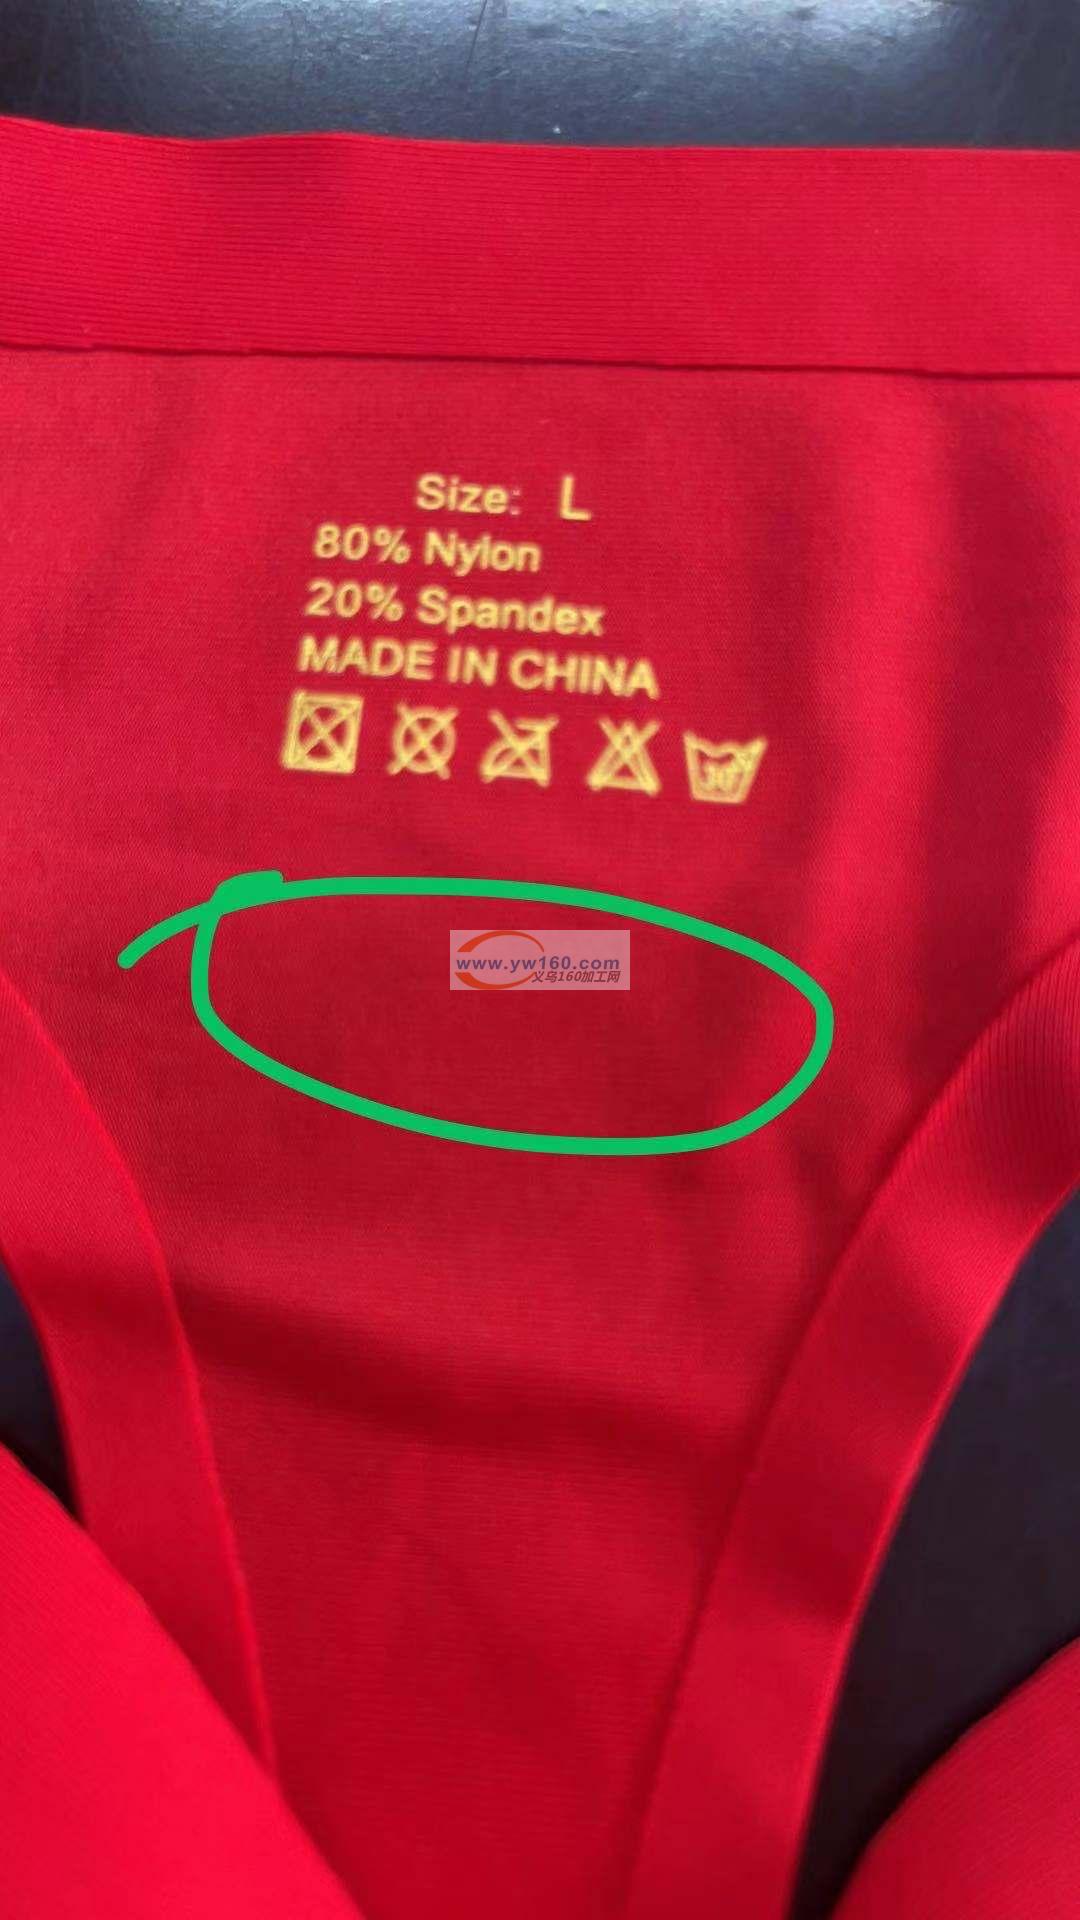 Size: L
80% Nylon
20% Spandex
MADE IN CHINA
www.yw160.com
义乌160加工网